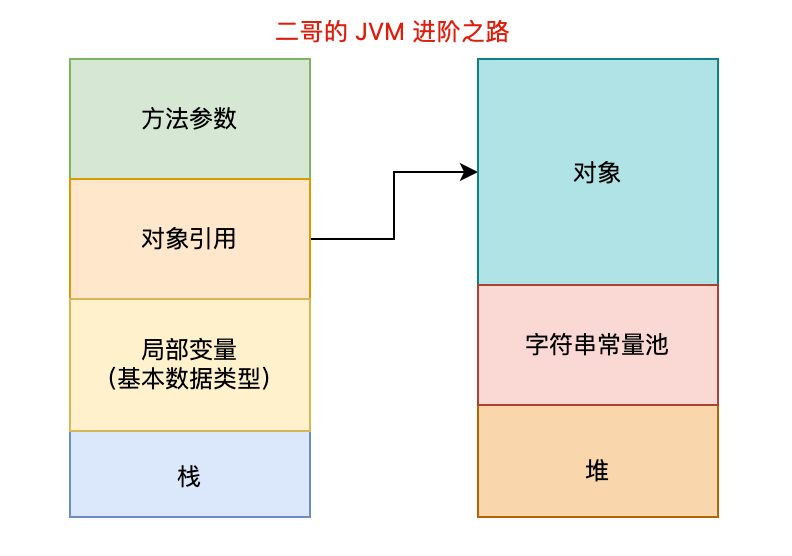 二哥的 JVM 进阶之路
方法参数
对象引用
局部变量
(基本数据类型)
栈
对象
字符串常量池
堆